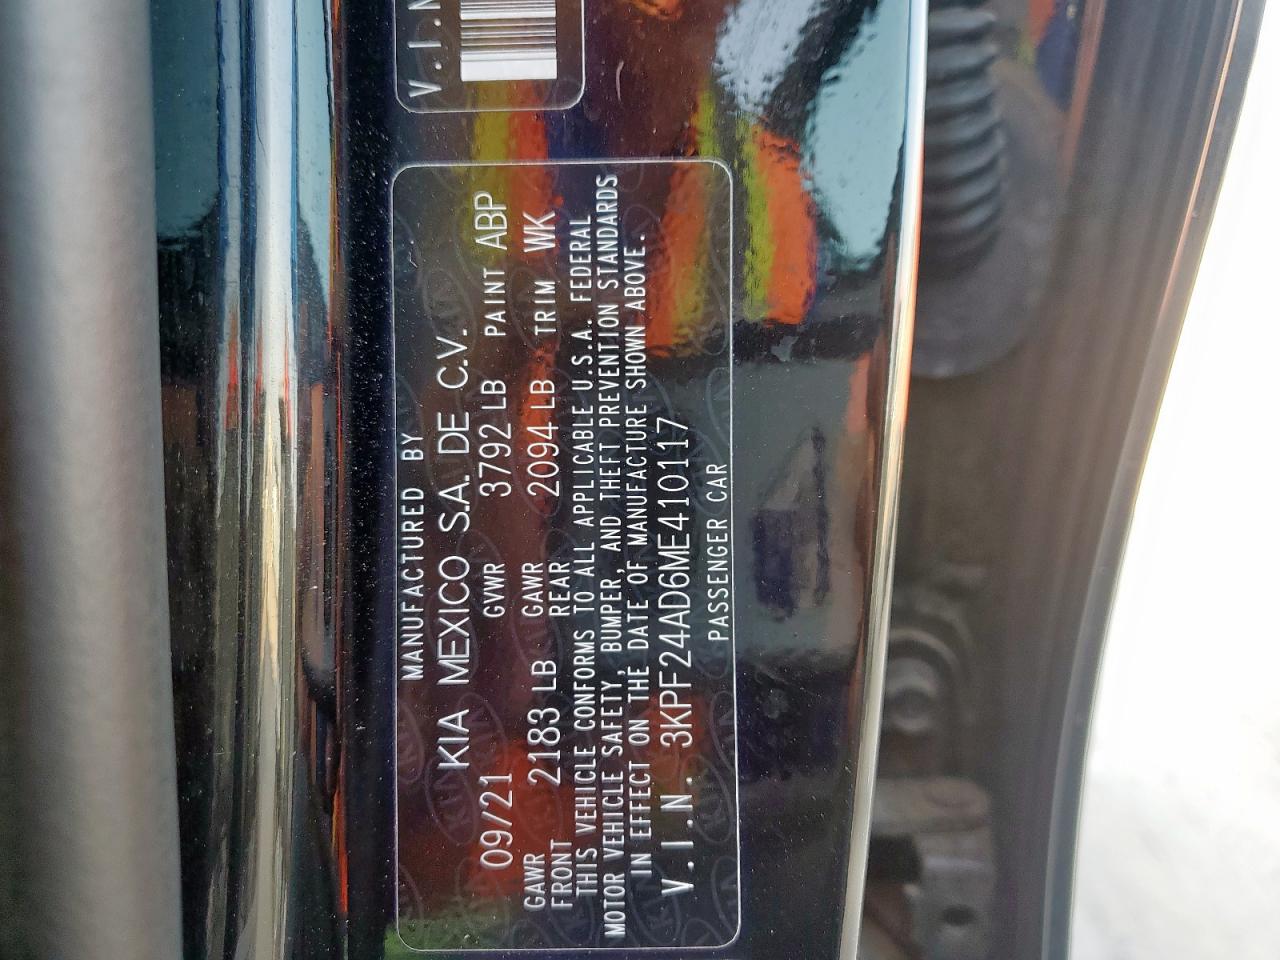 V.I.N
MANUFACTURED BY
KIA MEXICO S.A. DE C.V.
09/21 GVWR 3792 LB PAINT ABP
GAWR FRONT 2183 LB GAWR REAR 2094 LB TRIM WK
THIS VEHICLE CONFORMS TO ALL APPLICABLE U.S.A. FEDERAL
MOTOR VEHICLE SAFETY, BUMPER, AND THEFT PREVENTION STANDARDS
IN EFFECT ON THE DATE OF MANUFACTURE SHOWN ABOVE.
V.I.N. 3KPF24AD6ME410117
PASSENGER CAR